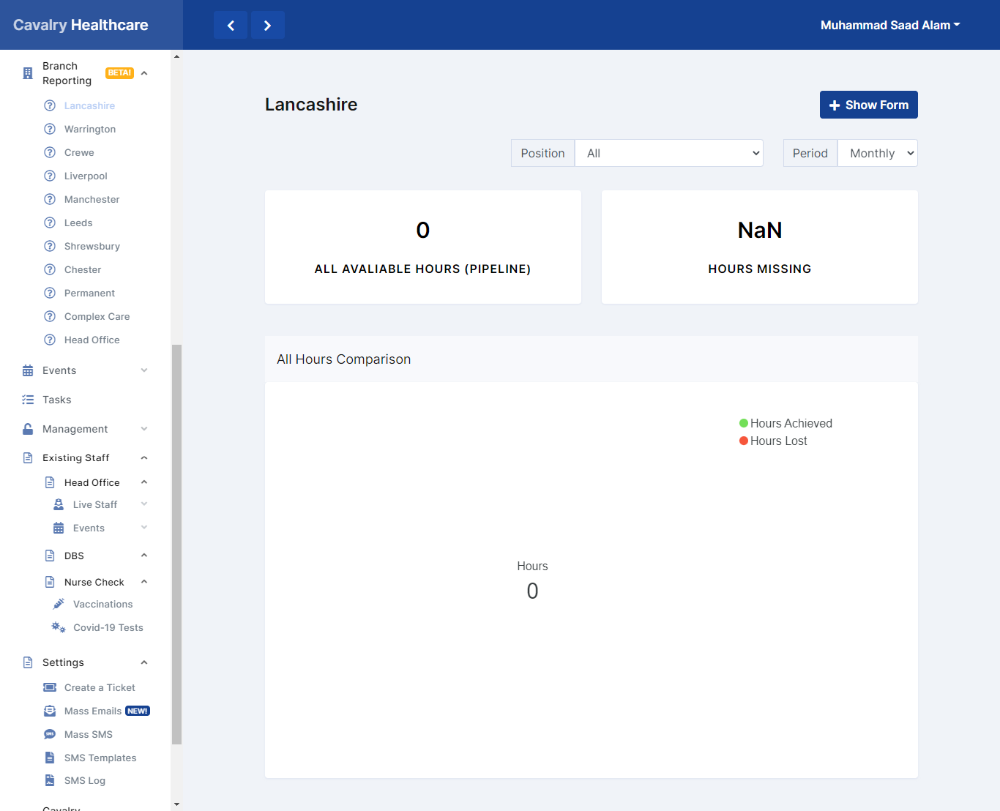 Cavalry Healthcare
Muhammad Saad Alam
Branch
Reporting
BETA!
Lancashire
Warrington
Crewe
Liverpool
Manchester
Leeds
Shrewsbury
Chester
Permanent
Complex Care
Head Office
Events
Tasks
Management
Existing Staff
Head Office
Live Staff
Events
DBS
Nurse Check
Vaccinations
Covid-19 Tests
Settings
Create a Ticket
Mass Emails NEW!
Mass SMS
SMS Templates
SMS Log
Cavalry
Lancashire
Show Form
Position All
Period Monthly
0
ALL AVALIABLE HOURS (PIPELINE)
NaN
HOURS MISSING
All Hours Comparison
Hours Achieved
Hours Lost
Hours
0